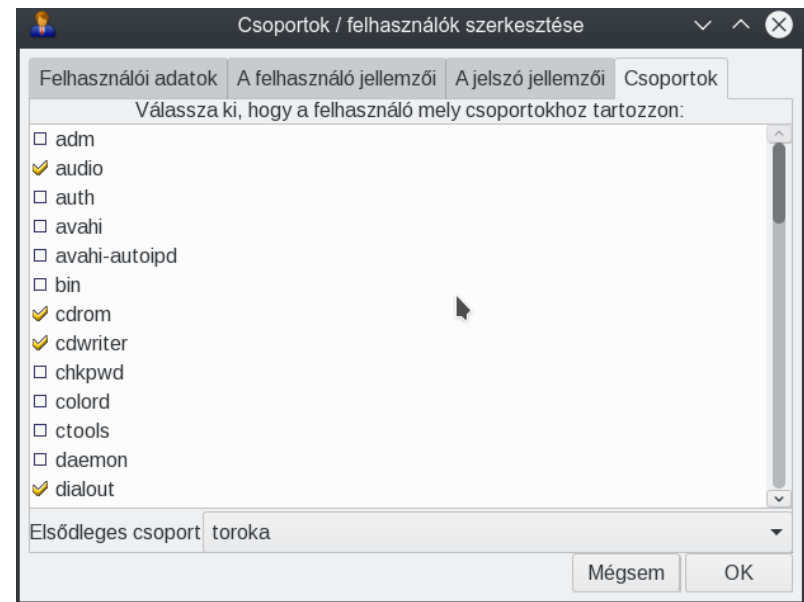 Csoportok / felhasználók szerkesztése
Felhasználói adatok A felhasználó jellemzői A jelszó jellemzői Csoportok
Válassza ki, hogy a felhasználó mely csoportokhoz tartozzon:
adm
audio
auth
avahi
avahi-autoipd
bin
cdrom
cdwriter
chkpwd
colord
ctools
daemon
dialout
Elsődleges csoport toroka
Mégsem OK